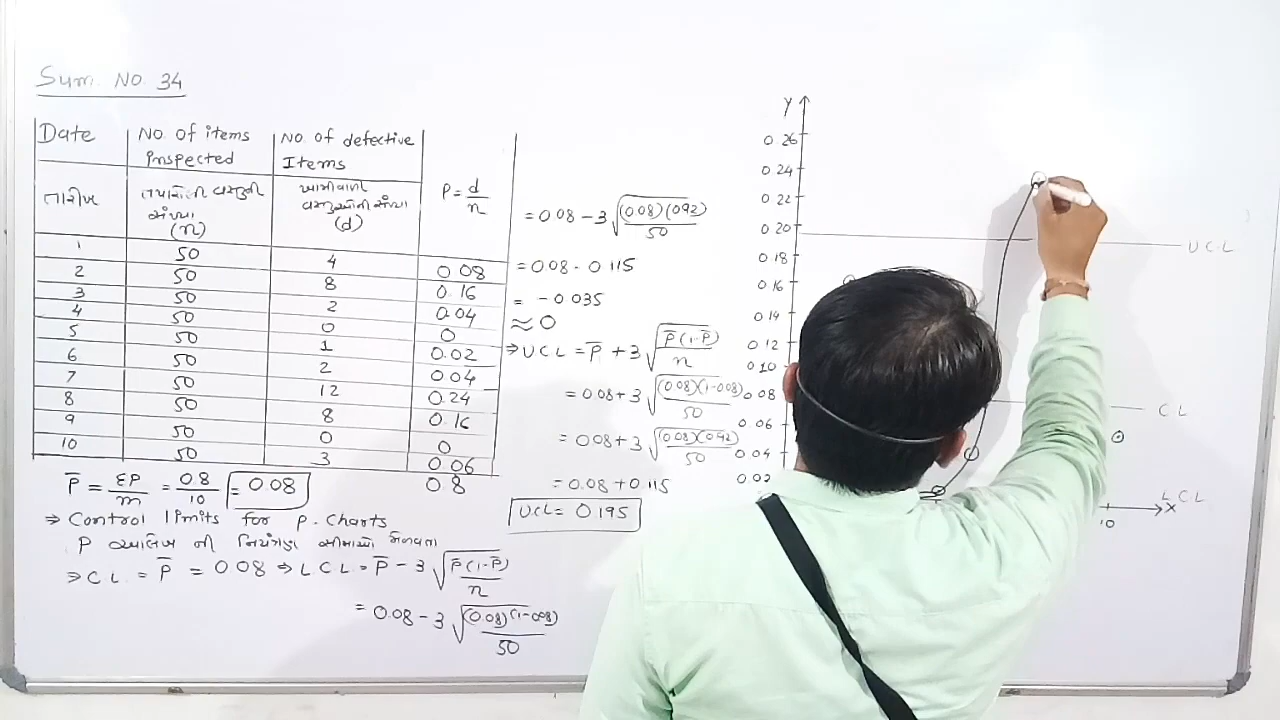 Sum. No. 34
Date | No. of items Inspected | No. of defective Items | P = d/n
તારીખ | તપાસેલી વસ્તુની સંખ્યા (n) | ખામીવાળી વસ્તુઓની સંખ્યા (d)
1 | 50 | 4 | 0.08
2 | 50 | 8 | 0.16
3 | 50 | 2 | 0.04
4 | 50 | 0 | 0
5 | 50 | 1 | 0.02
6 | 50 | 2 | 0.04
7 | 50 | 12 | 0.24
8 | 50 | 8 | 0.16
9 | 50 | 0 | 0
10 | 50 | 3 | 0.06
0.8
P̅ = ΣP/m = 0.8/10 = 0.08
⇒ Control limits for P-Charts
P આલેખ ની નિયંત્રણ સીમાઓ
⇒ C.L. = P̅ = 0.08 ⇒ L.C.L = P̅ - 3 √(P̅(1-P̅)/n)
= 0.08 - 3 √((0.08)(1-0.08)/50)
= 0.08 - 3 √((0.08)(0.92)/50)
= 0.08 - 0.115
= -0.035
≈ 0
⇒ UCL = P̅ + 3 √(P̅(1-P̅)/n)
= 0.08 + 3 √((0.08)(1-0.08)/50)
= 0.08 + 3 √((0.08)(0.92)/50)
= 0.08 + 0.115
UCL = 0.195
Y
0.26
0.24
0.22
0.20
U.C.L
0.18
0.16
0.14
0.12
0.10
0.08
C.L
0.06
0.04
0.02
L.C.L
X
10